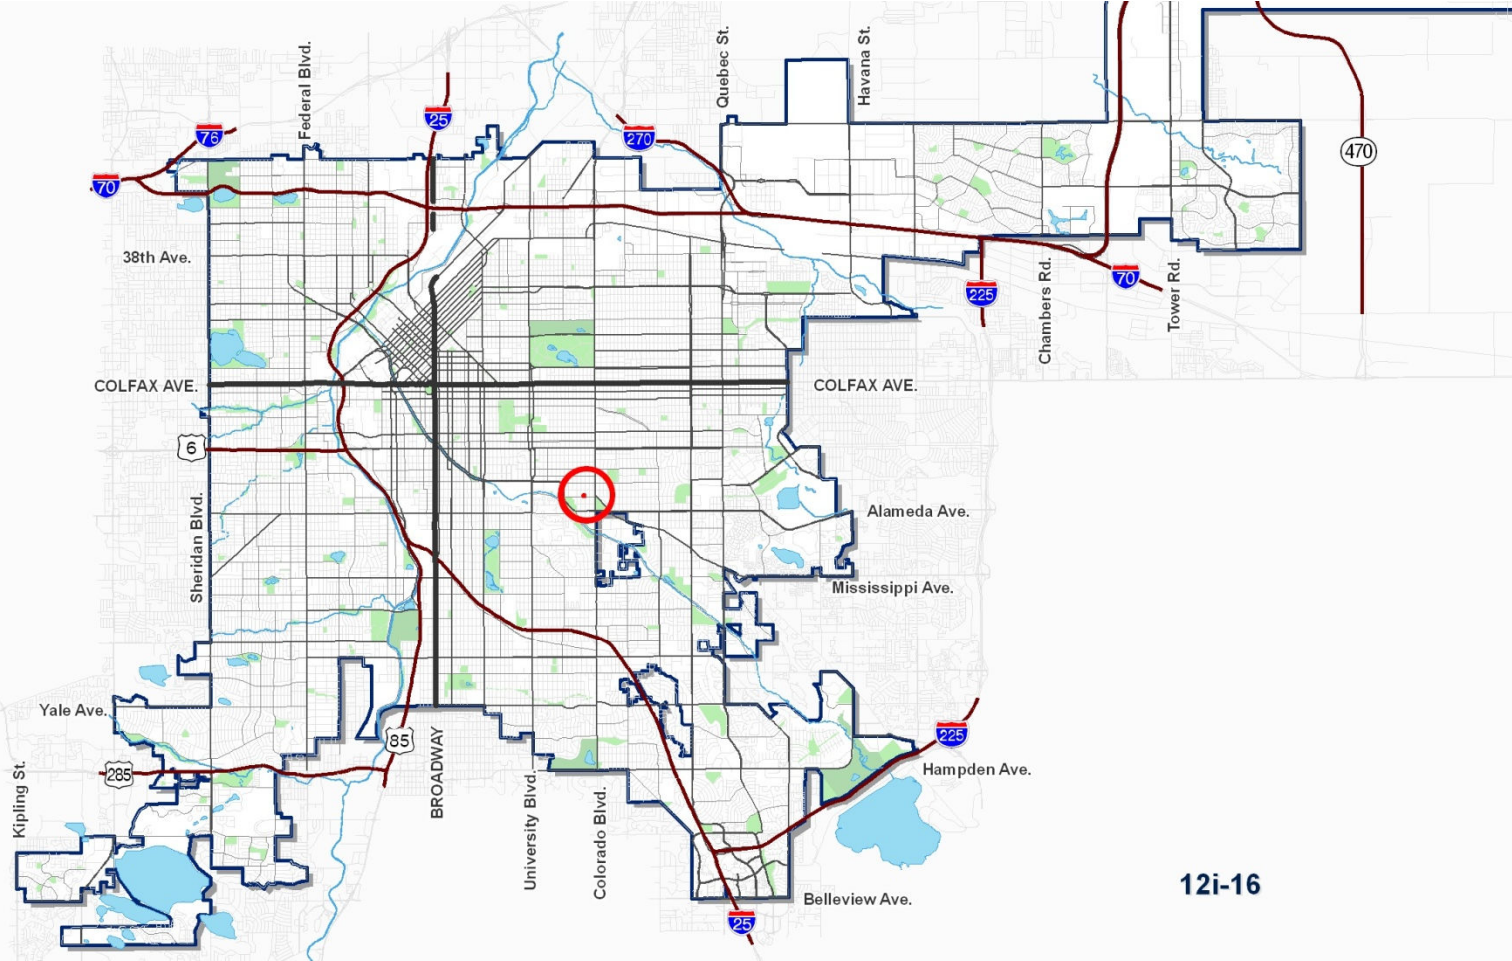 Federal Blvd.
Quebec St.
Havana St.
76
25
270
470
70
38th Ave.
225
Chambers Rd.
70
Tower Rd.
COLFAX AVE.
COLFAX AVE.
6
Sheridan Blvd.
Alameda Ave.
Mississippi Ave.
Yale Ave.
85
BROADWAY
225
285
Hampden Ave.
Kipling St.
University Blvd.
Colorado Blvd.
12i-16
Belleview Ave.
25